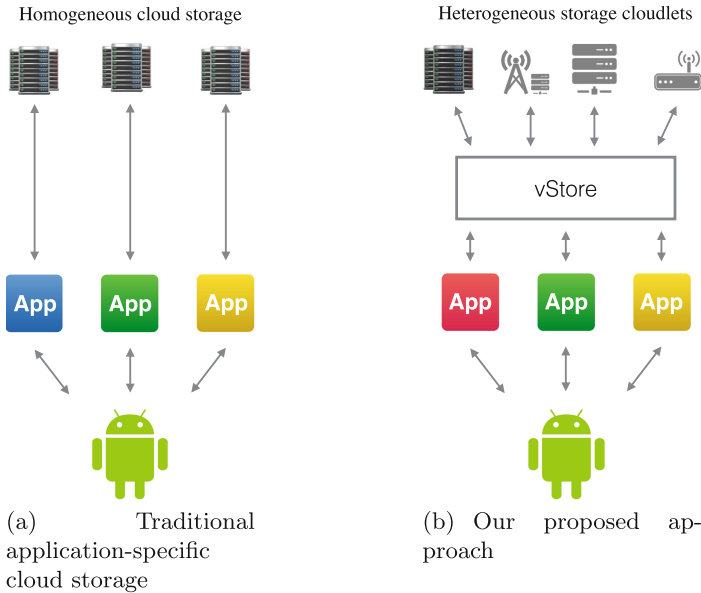 Homogeneous cloud storage
App
App
App
(a) Traditional
application-specific
cloud storage
Heterogeneous storage cloudlets
vStore
App
App
App
(b) Our proposed ap-
proach